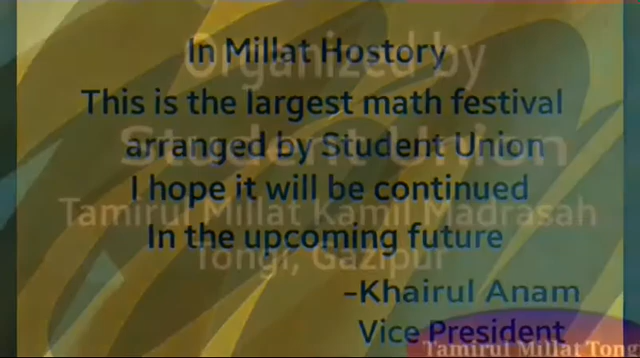 In Millat Hostory
Organized by
This is the largest math festival
arranged by Student Union
Student Union
I hope it will be continued
Tamirul Millat Kamil Madrasah
In the upcoming future
Tongi, Gazipur
-Khairul Anam
Vice President
Tamirul Millat Tong